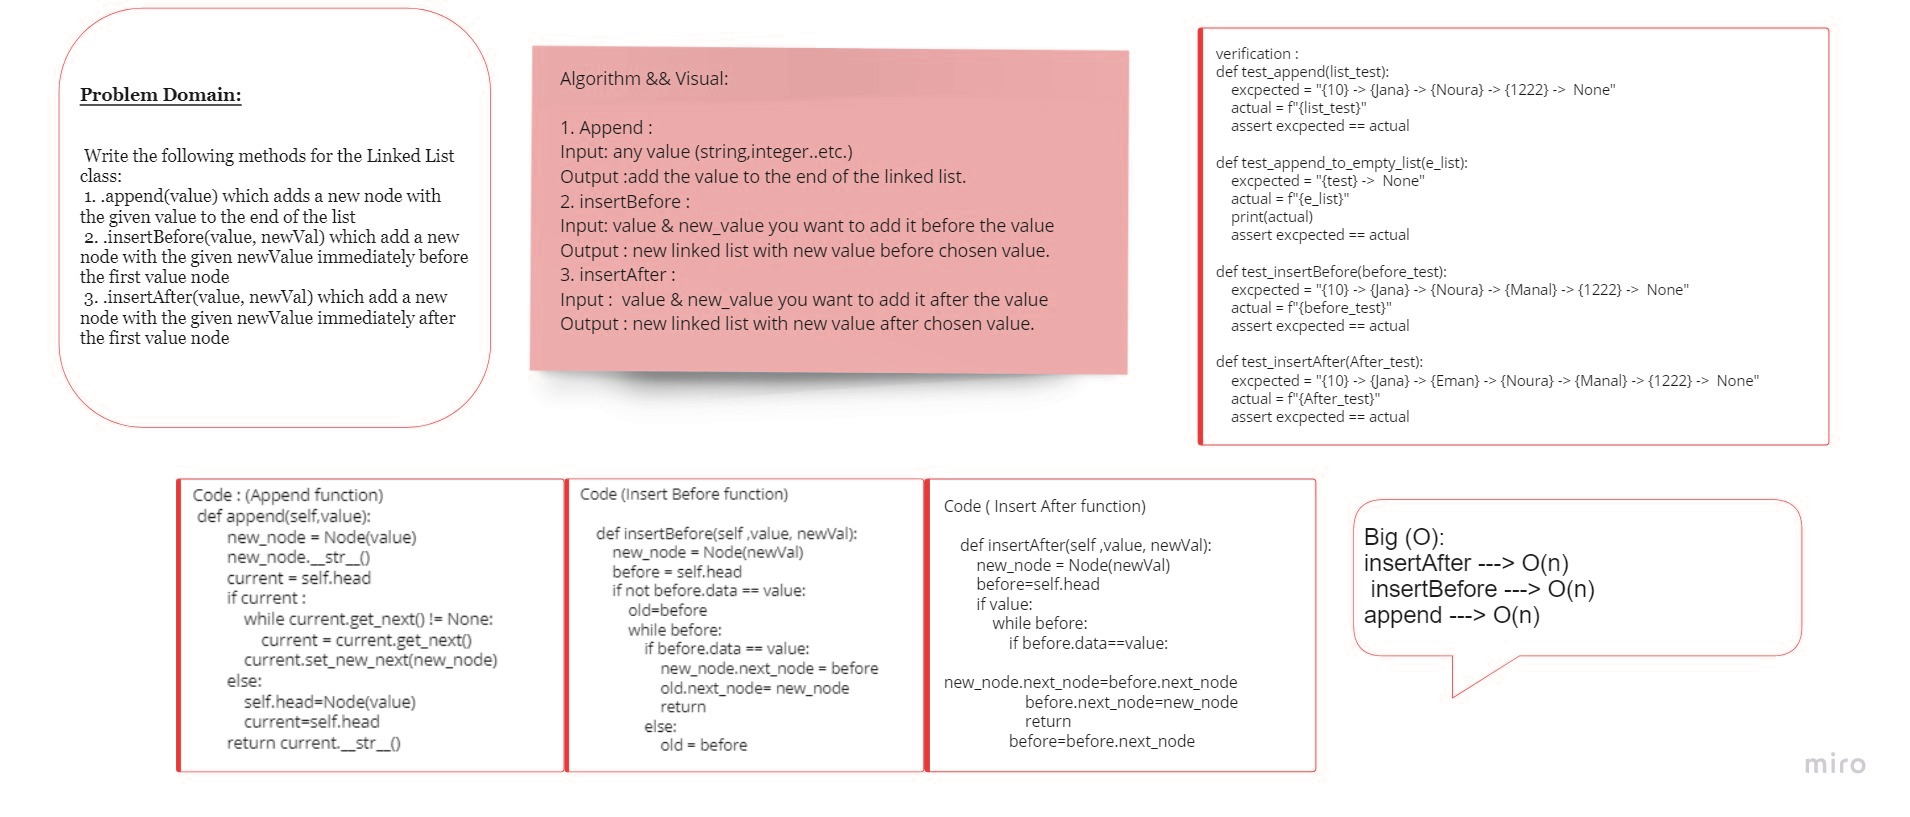 Problem Domain:
Write the following methods for the Linked List
class:
1. .append(value) which adds a new node with
the given value to the end of the list
2. .insertBefore(value, newVal) which add a new
node with the given newValue immediately before
the first value node
3. .insertAfter(value, newVal) which add a new
node with the given newValue immediately after
the first value node
Algorithm && Visual:
1. Append :
Input: any value (string,integer..etc.)
Output :add the value to the end of the linked list.
2. insertBefore :
Input: value & new_value you want to add it before the value
Output : new linked list with new value before chosen value.
3. insertAfter :
Input :  value & new_value you want to add it after the value
Output : new linked list with new value after chosen value.
verification :
def test_append(list_test):
    excpected = "{10} -> {Jana} -> {Noura} -> {1222} ->  None"
    actual = f"{list_test}"
    assert excpected == actual
def test_append_to_empty_list(e_list):
    excpected = "{test} ->  None"
    actual = f"{e_list}"
    print(actual)
    assert excpected == actual
def test_insertBefore(before_test):
    excpected = "{10} -> {Jana} -> {Noura} -> {Manal} -> {1222} ->  None"
    actual = f"{before_test}"
    assert excpected == actual
def test_insertAfter(After_test):
    excpected = "{10} -> {Jana} -> {Eman} -> {Noura} -> {Manal} -> {1222} ->  None"
    actual = f"{After_test}"
    assert excpected == actual
Code : (Append function)
def append(self,value):
        new_node = Node(value)
        new_node.__str__()
        current = self.head
        if current :
            while current.get_next() != None:
                current = current.get_next()
            current.set_new_next(new_node)
        else:
            self.head=Node(value)
            current=self.head
        return current.__str__()
Code (Insert Before function)
    def insertBefore(self ,value, newVal):
        new_node = Node(newVal)
        before = self.head
        if not before.data == value:
            old=before
            while before:
                if before.data == value:
                    new_node.next_node = before
                    old.next_node= new_node
                    return
                else:
                    old = before
Code ( Insert After function)
    def insertAfter(self ,value, newVal):
        new_node = Node(newVal)
        before=self.head
        if value:
            while before:
                if before.data==value:
new_node.next_node=before.next_node
                    before.next_node=new_node
                    return
                before=before.next_node
Big (O):
insertAfter ---> O(n)
insertBefore ---> O(n)
append ---> O(n)
miro